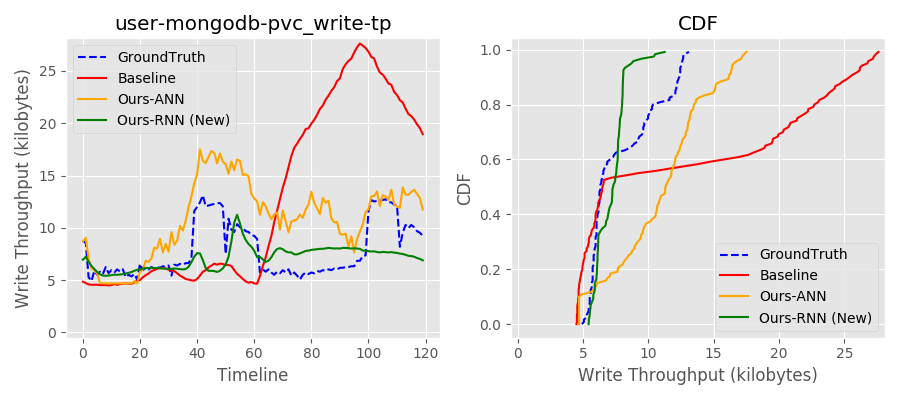 user-mongodb-pvc_write-tp
Write Throughput (kilobytes)
25
20
15
10
5
0
GroundTruth
Baseline
Ours-ANN
Ours-RNN (New)
0 20 40 60 80 100 120
Timeline
CDF
CDF
1.0
0.8
0.6
0.4
0.2
0.0
GroundTruth
Baseline
Ours-ANN
Ours-RNN (New)
0 5 10 15 20 25
Write Throughput (kilobytes)